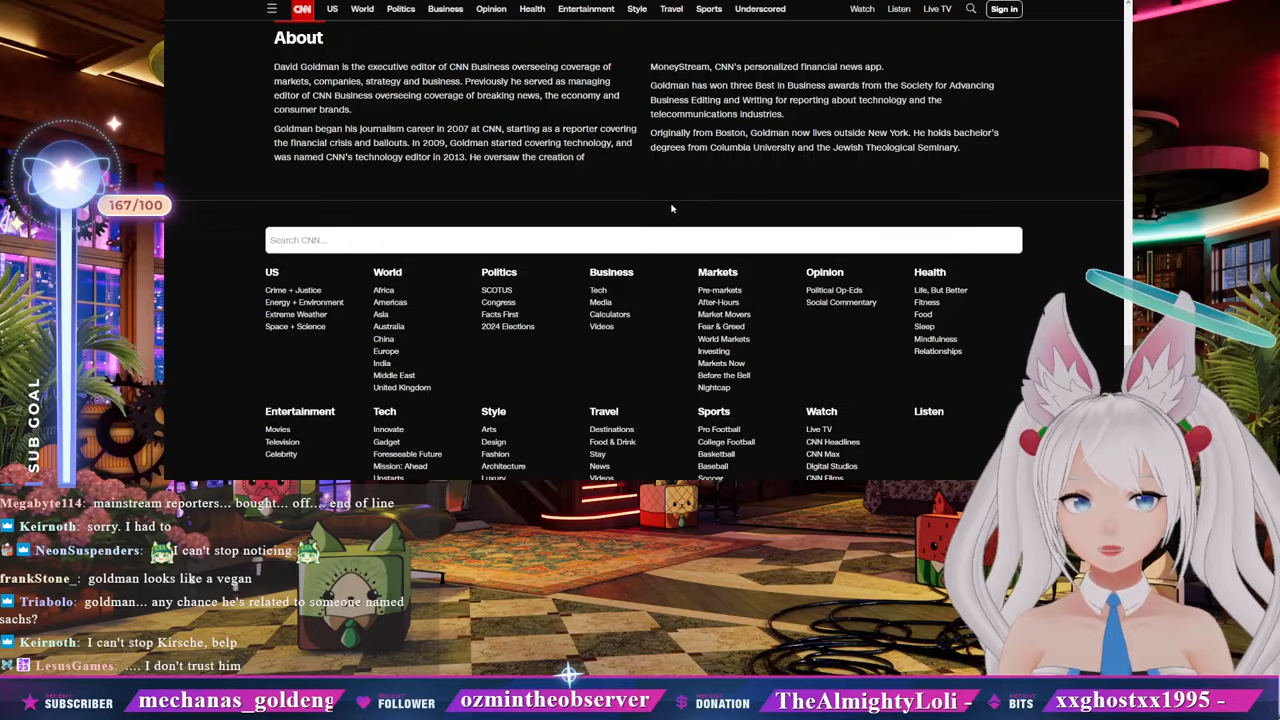 CNN US World Politics Business Opinion Health Entertainment Style Travel Sports Underscored Watch Listen Live TV Sign in
About
David Goldman is the executive editor of CNN Business overseeing coverage of
markets, companies, strategy and business. Previously he served as managing
editor of CNN Business overseeing coverage of breaking news, the economy and
consumer brands.
Goldman began his journalism career in 2007 at CNN, starting as a reporter covering
the financial crisis and bailouts. In 2009, Goldman started covering technology, and
was named CNN's technology editor in 2013. He oversaw the creation of
MoneyStream, CNN's personalized financial news app.
Goldman has won three Best in Business awards from the Society for Advancing
Business Editing and Writing for reporting about technology and the
telecommunications industries.
Originally from Boston, Goldman now lives outside New York. He holds bachelor's
degrees from Columbia University and the Jewish Theological Seminary.
167/100
SUB GOAL
Search CNN...
US
Crime + Justice
Energy + Environment
Extreme Weather
Space + Science
World
Africa
Americas
Asia
Australia
China
Europe
India
Middle East
United Kingdom
Politics
SCOTUS
Congress
Facts First
2024 Elections
Business
Tech
Media
Calculators
Videos
Markets
Pre-markets
After-Hours
Market Movers
Fear & Greed
World Markets
Investing
Markets Now
Before the Bell
Nightcap
Opinion
Political Op-Eds
Social Commentary
Health
Life, But Better
Fitness
Food
Sleep
Mindfulness
Relationships
Entertainment
Movies
Television
Celebrity
Tech
Innovate
Gadget
Foreseeable Future
Mission: Ahead
Upstarts
Style
Arts
Design
Fashion
Architecture
Luxury
Travel
Destinations
Food & Drink
Stay
News
Videos
Sports
Pro Football
College Football
Basketball
Baseball
Soccer
Watch
Live TV
CNN Headlines
CNN Max
Digital Studios
CNN Films
Listen
Megabyte114: mainstream reporters... bought... off.... end of line
Keirnoth: sorry. I had to
NeonSuspenders: I can't stop noticing
frankStone_: goldman looks like a vegan
Triabolo: goldman... any chance he's related to someone named
sachs?
Keirnoth: I can't stop Kirsche, belp
LesusGames: .... I don't trust him
RECENT SUBSCRIBER mechanas_goldeng
RECENT FOLLOWER ozmintheobserver
RECENT DONATION TheAlmightyLoli -
RECENT BITS xxghostxx1995 -